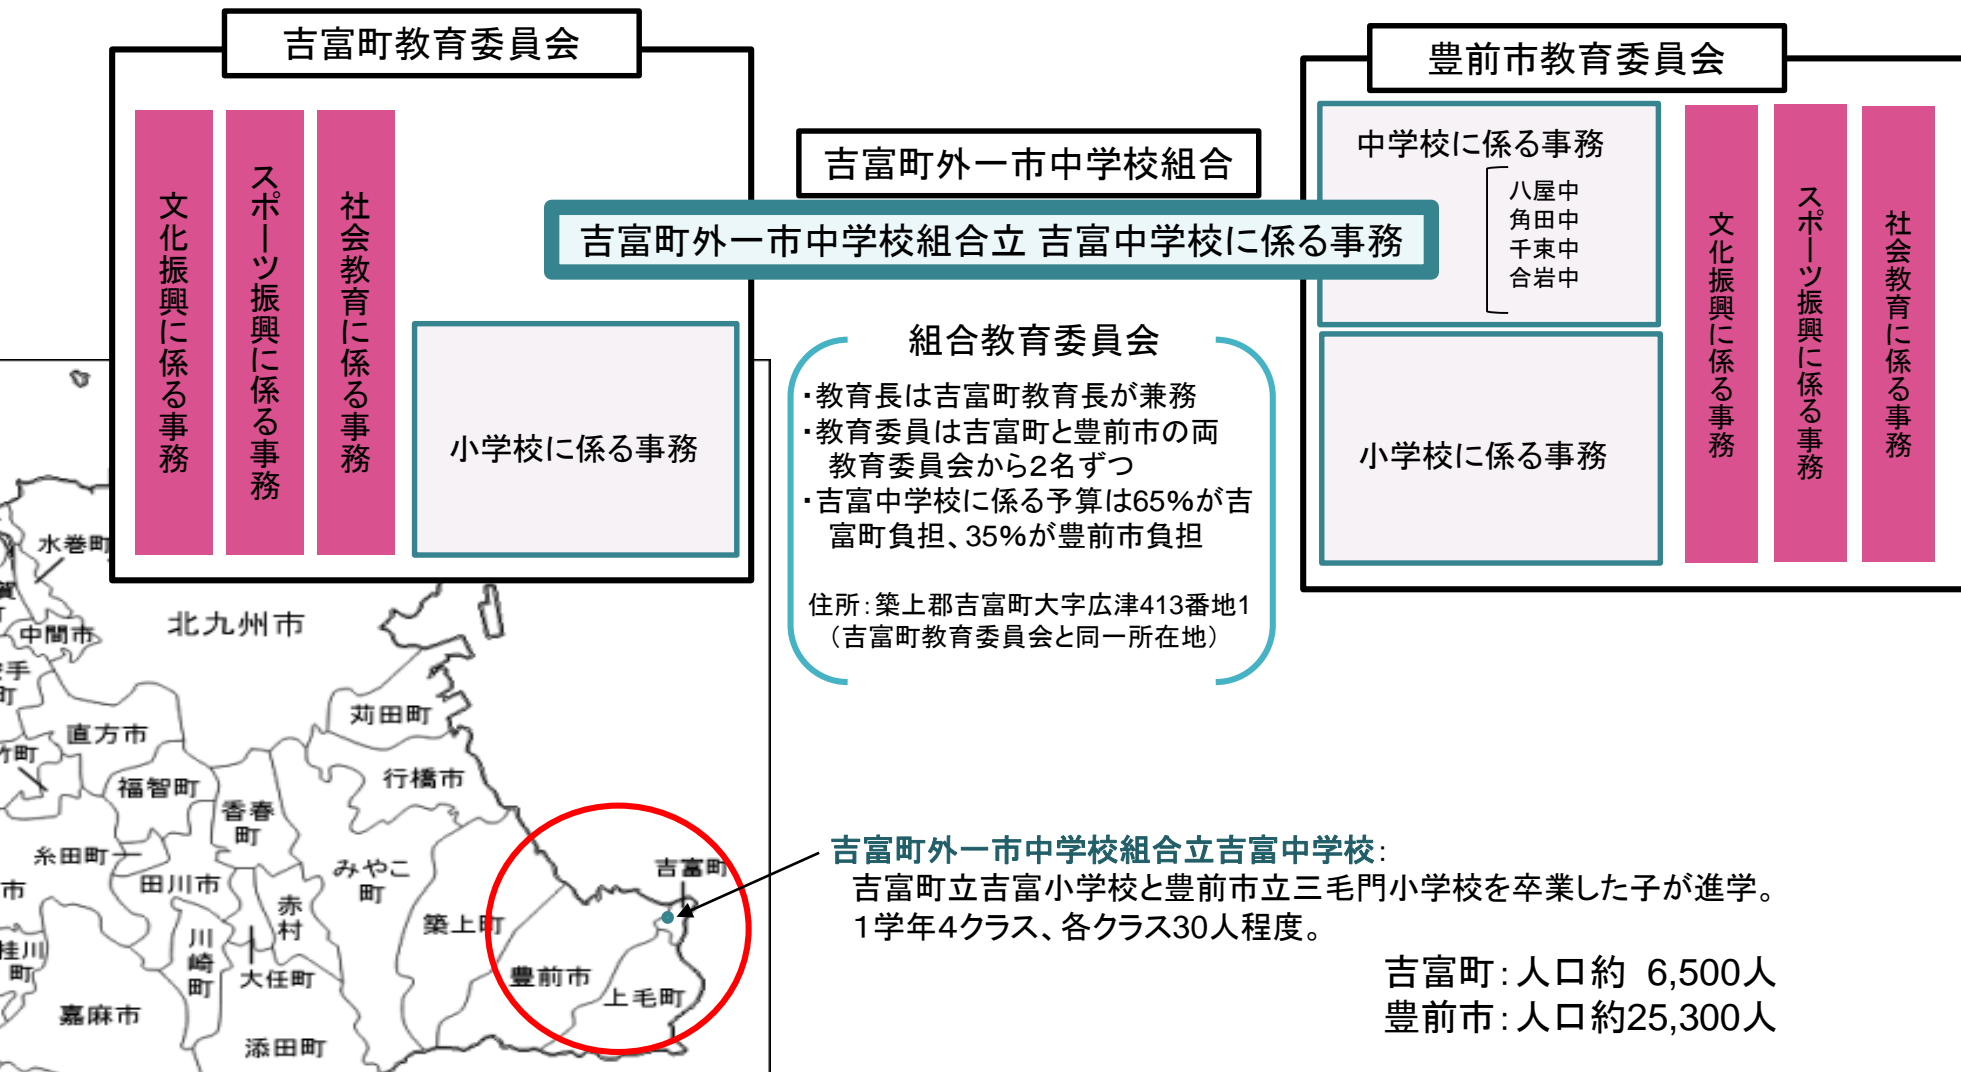 吉富町教育委員会
文化振興に係る事務
スポーツ振興に係る事務
社会教育に係る事務
小学校に係る事務
吉富町外一市中学校組合
吉富町外一市中学校組合立 吉富中学校に係る事務
組合教育委員会
・教育長は吉富町教育長が兼務
・教育委員は吉富町と豊前市の両
教育委員会から2名ずつ
・吉富中学校に係る予算は65%が吉
富町負担、35%が豊前市負担
住所：築上郡吉富町大字広津413番地1
（吉富町教育委員会と同一所在地）
豊前市教育委員会
中学校に係る事務
八屋中
角田中
千束中
合岩中
小学校に係る事務
文化振興に係る事務
スポーツ振興に係る事務
社会教育に係る事務
水巻町
中間市
北九州市
苅田町
直方市
行橋市
福智町
香春
町
糸田町
田川市
赤
村
みやこ
町
築上町
吉富町
川
崎
町
大任町
豊前市
上毛町
桂川
町
嘉麻市
添田町
吉富町外一市中学校組合立吉富中学校：
吉富町立吉富小学校と豊前市立三毛門小学校を卒業した子が進学。
１学年４クラス、各クラス30人程度。
吉富町：人口約 6,500人
豊前市：人口約25,300人